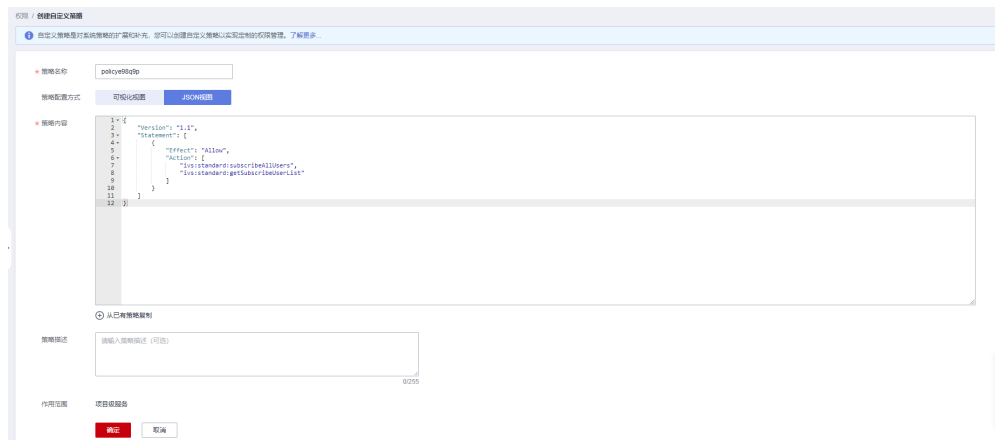 权限 / 创建自定义策略
自定义策略是对系统策略的扩展和补充，您可以创建自定义策略以实现定制的权限管理。了解更多...
* 策略名称 policye98q9p
策略配置方式 可视化视图 JSON视图
* 策略内容
1 {
2 "Version": "1.1",
3 "Statement": [
4 {
5 "Effect": "Allow",
6 "Action": [
7 "ivs:standard:subscribeAllUsers",
8 "ivs:standard:getSubscribeUserList"
9 ]
10 }
11 ]
12 }
从已有策略复制
策略描述 请输入策略描述（可选）
0/255
作用范围 项目级服务
确定 取消